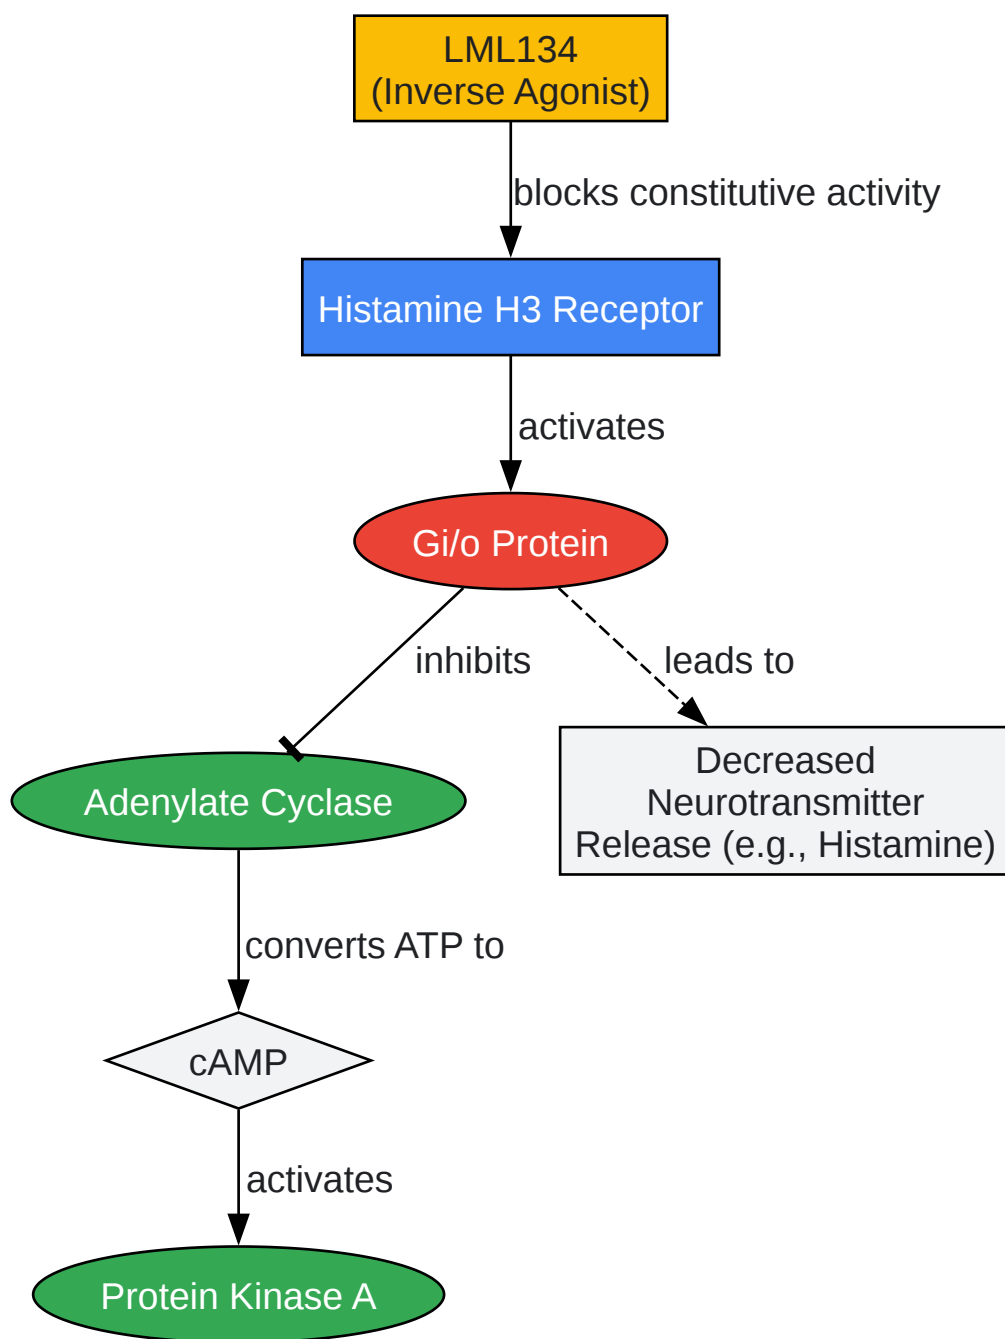 LML134
(Inverse Agonist)
blocks constitutive activity
Histamine H3 Receptor
activates
Gi/o Protein
inhibits
leads to
Decreased
Neurotransmitter
Release (e.g., Histamine)
Adenylate Cyclase
converts ATP to
cAMP
activates
Protein Kinase A